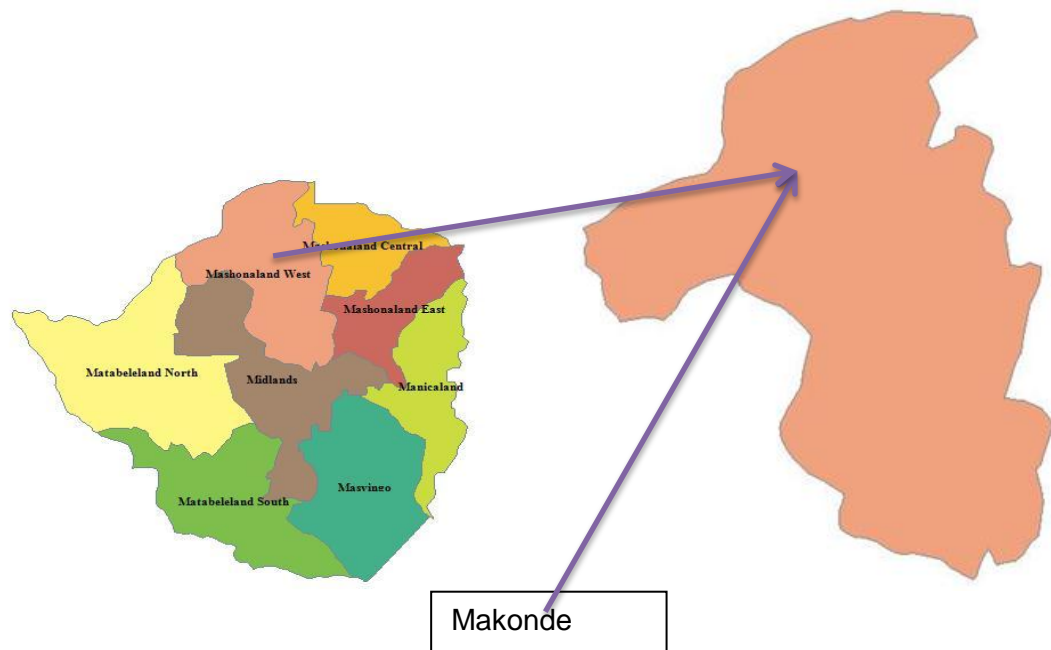 Mashonaland Central
Mashonaland West
Mashonaland East
Matabeleland North
Midlands
Manicaland
Masvingo
Matabeleland South
Makonde